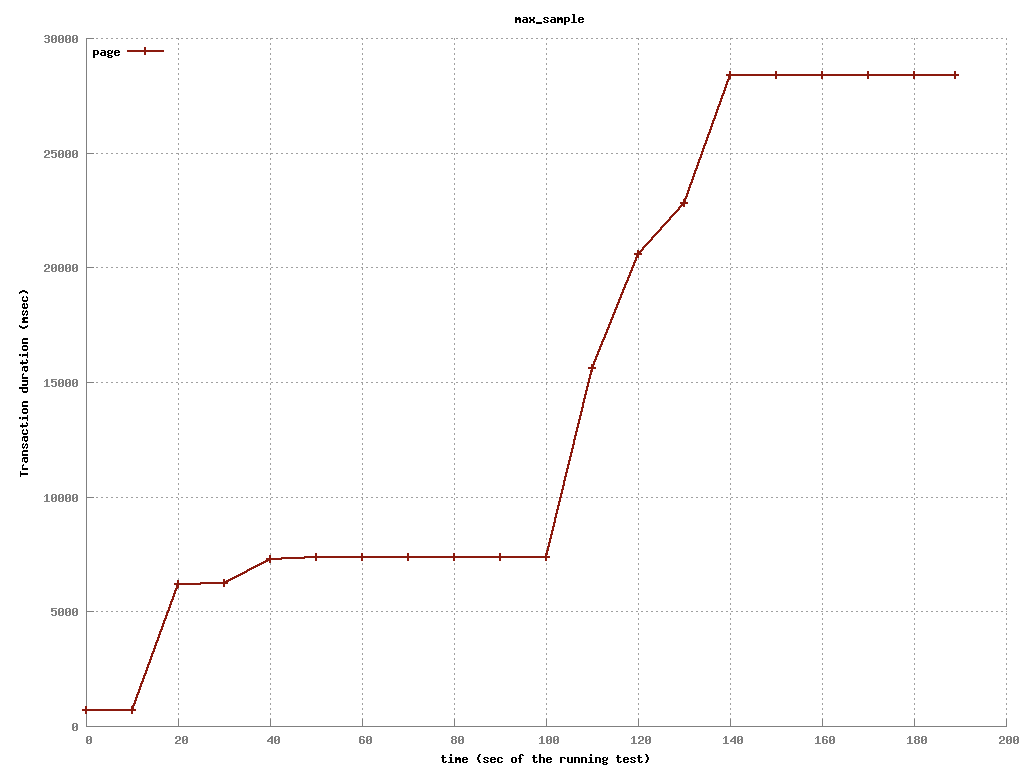 max_sample
page
30000
25000
20000
15000
10000
5000
0
Transaction duration (msec)
0 20 40 60 80 100 120 140 160 180 200
time (sec of the running test)